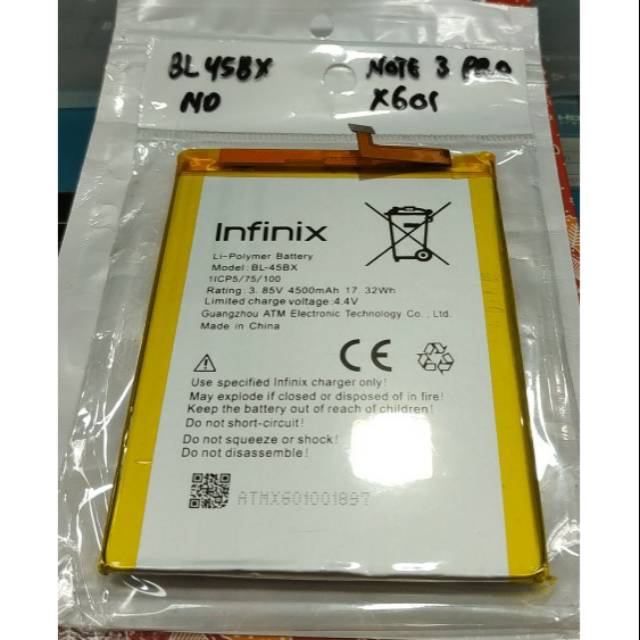 BL 45BX
NO
NOTE 3 PRO
X601
Infinix
Li-Polymer Battery
Model: BL-45BX
1ICP5/75/100
Rating: 3.85V 4500mAh 17.32Wh
Limited charge voltage:4.4V
Guangzhou ATM Electronic Technology Co., Ltd.
Made in China
CE
Use specified Infinix charger only!
May explode if closed or disposed of in fire!
Keep the battery out of reach of children!
Do not short-circuit!
Do not squeeze or shock!
Do not disassemble!
ATMX601001897